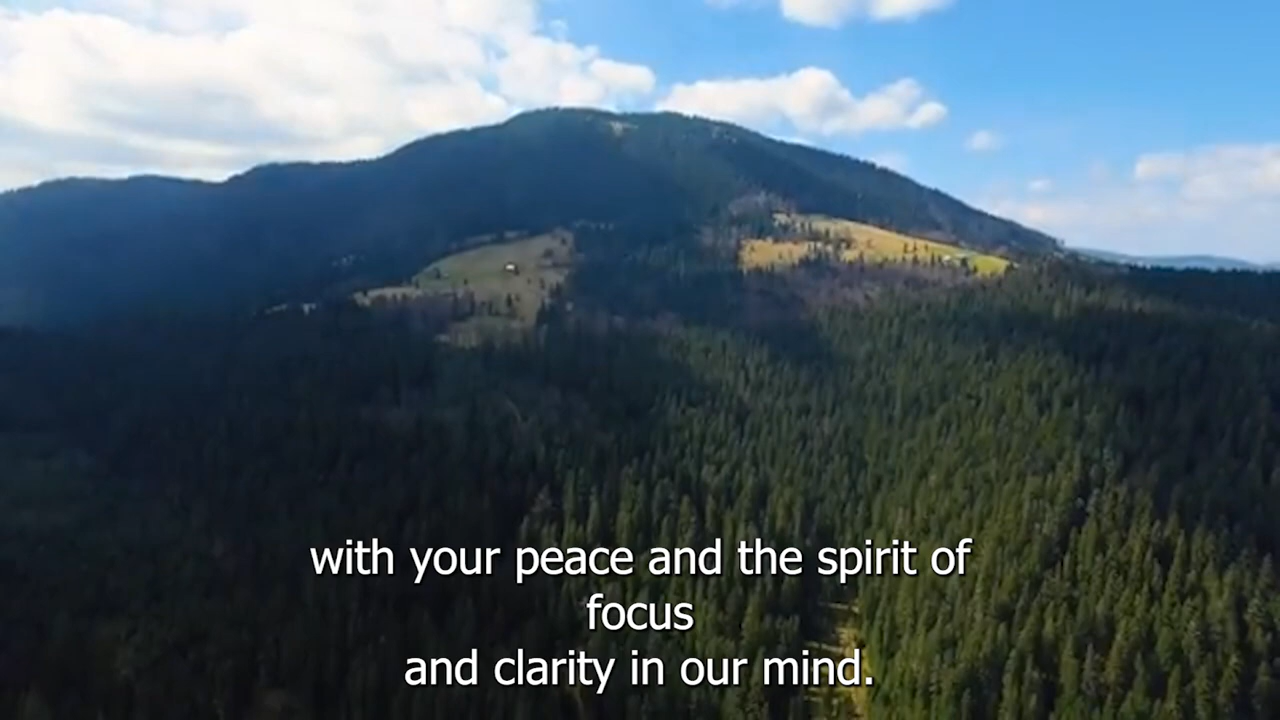 with your peace and the spirit of
focus
and clarity in our mind.